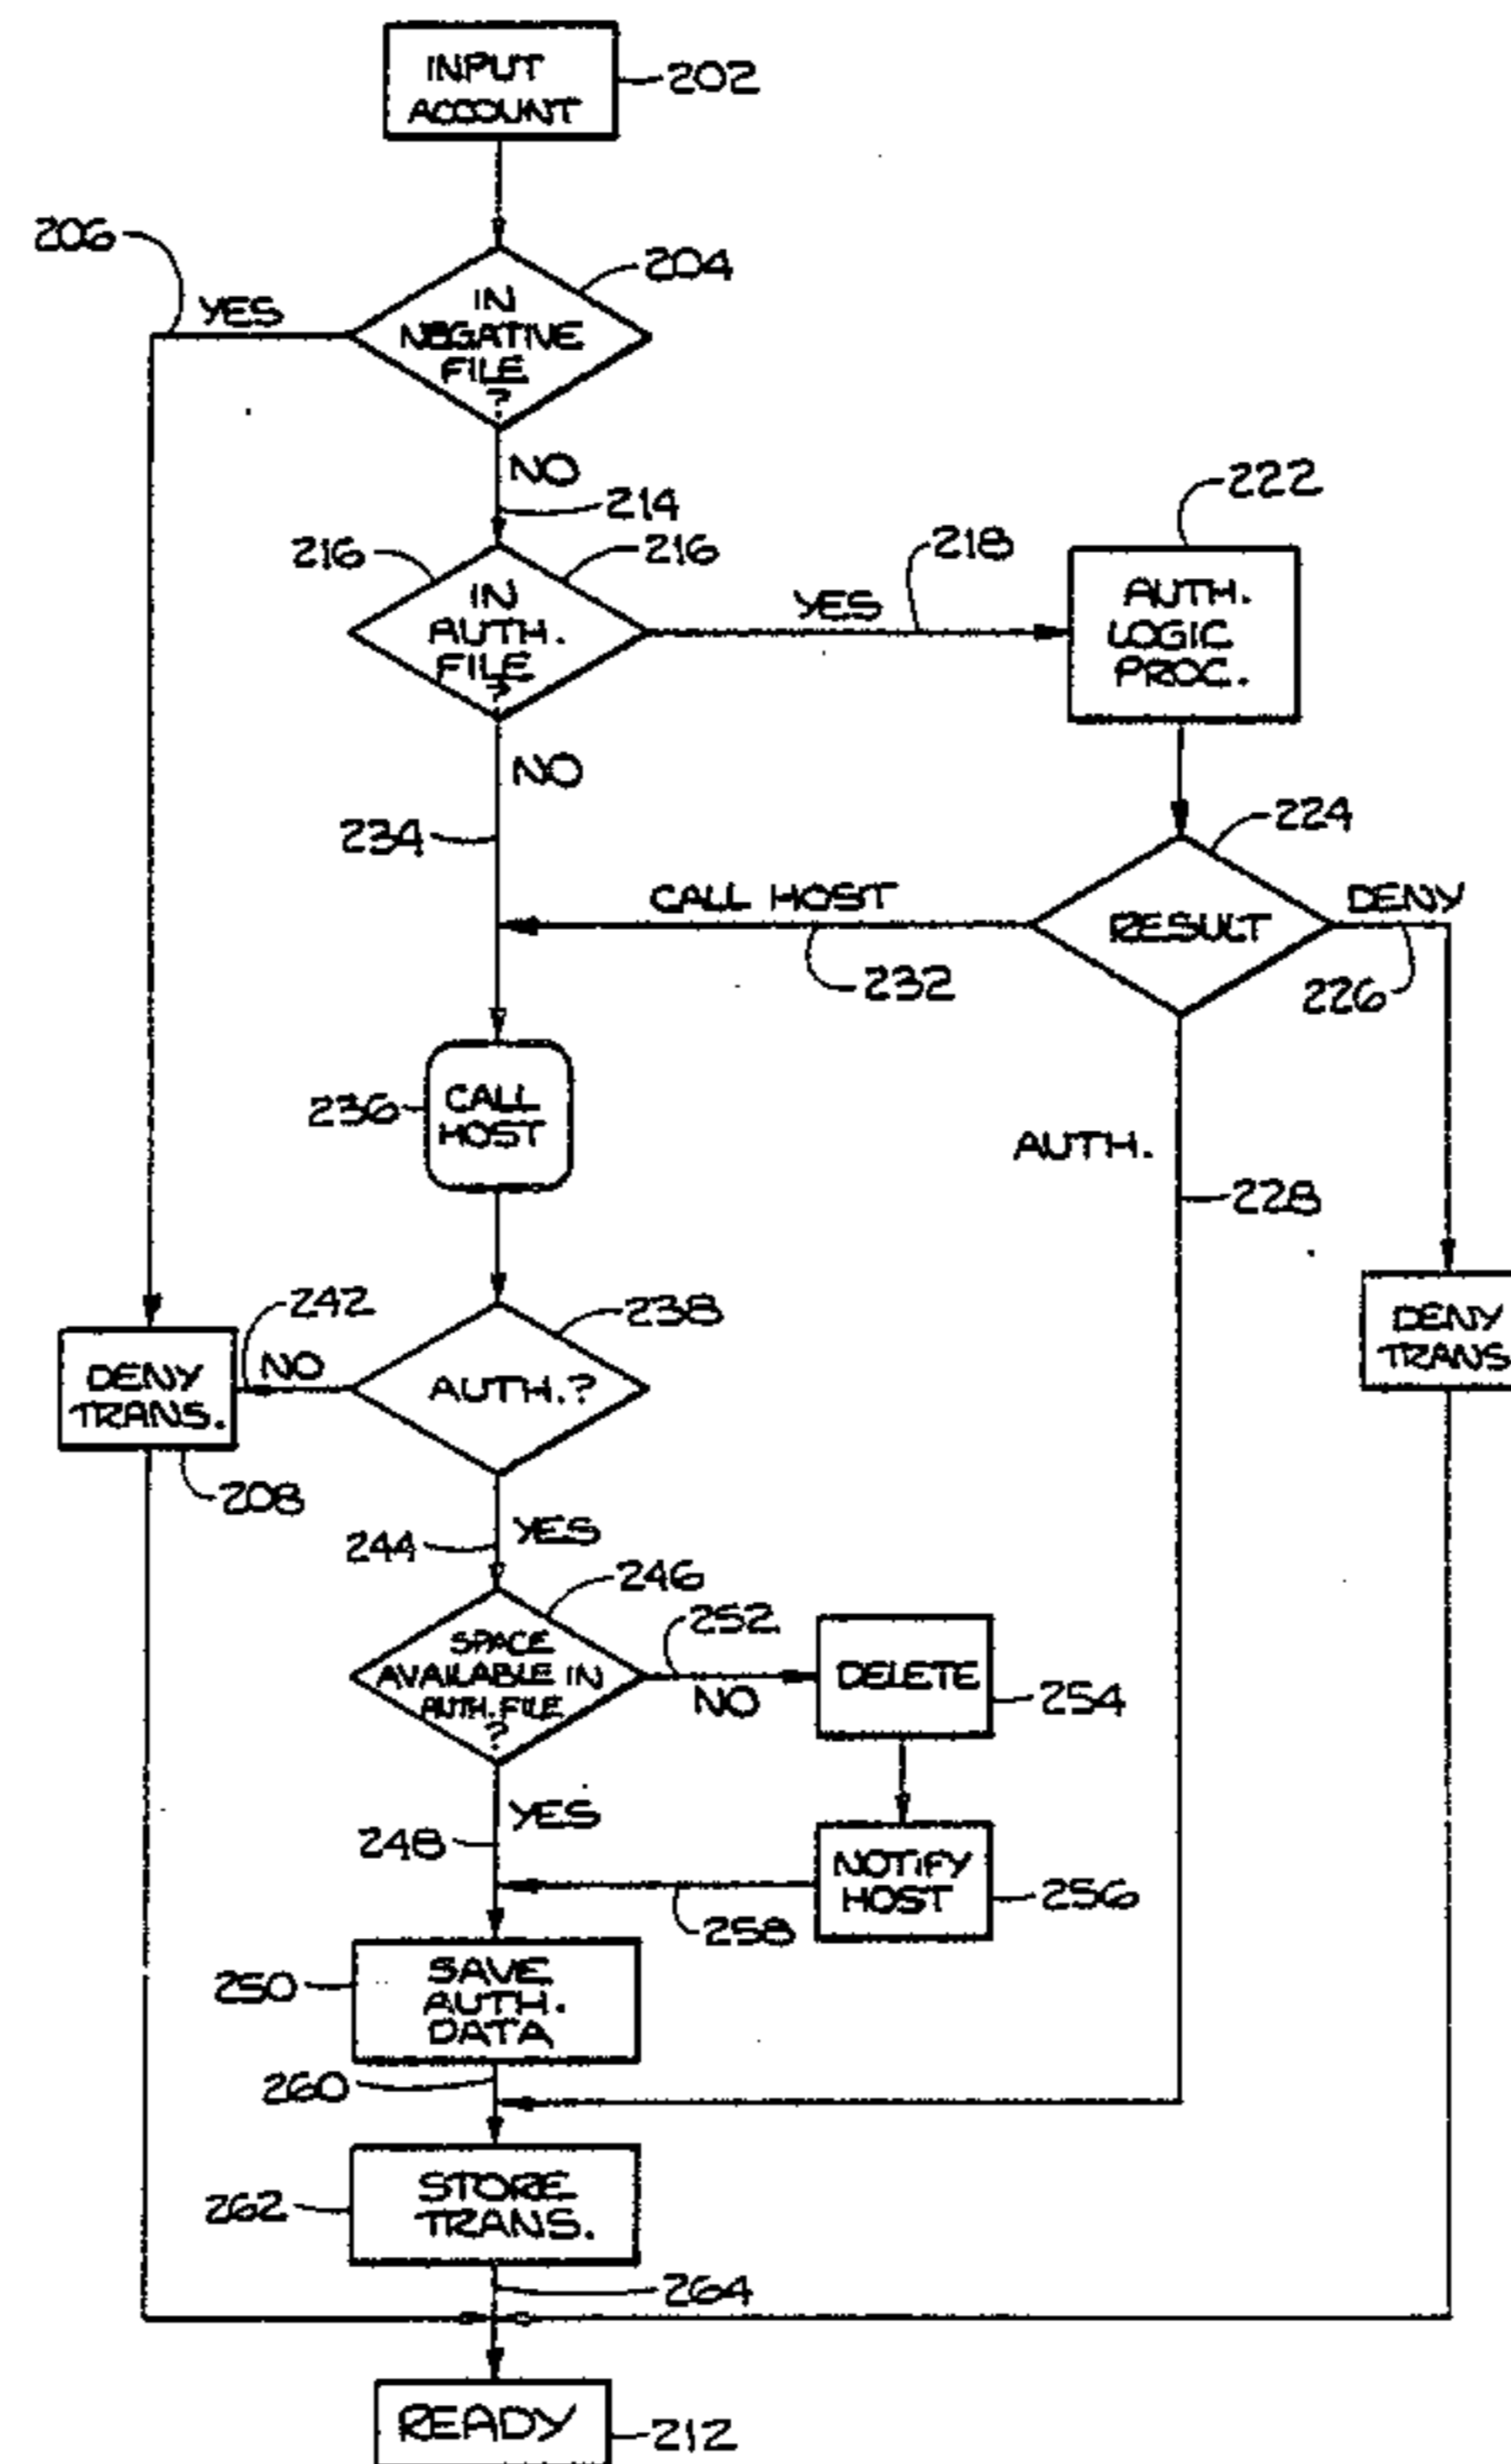 INPUT
ACCOUNT
202
206
YES
204
IN
NEGATIVE
FILE
?
NO
214
216
216
IN
AUTH.
FILE
?
YES
218
222
AUTH.
LOGIC
PROC.
NO
234
224
CALL HOST
RESULT
DENY
232
226
236
CALL
HOST
AUTH.
228
242
238
DENY
TRANS.
NO
AUTH.?
DENY
TRANS
208
244
YES
246
252
SPACE
AVAILABLE IN
AUTH. FILE
?
NO
DELETE
254
YES
248
NOTIFY
HOST
256
258
250
SAVE
AUTH.
DATA
260
262
STORE
TRANS.
264
READY
212